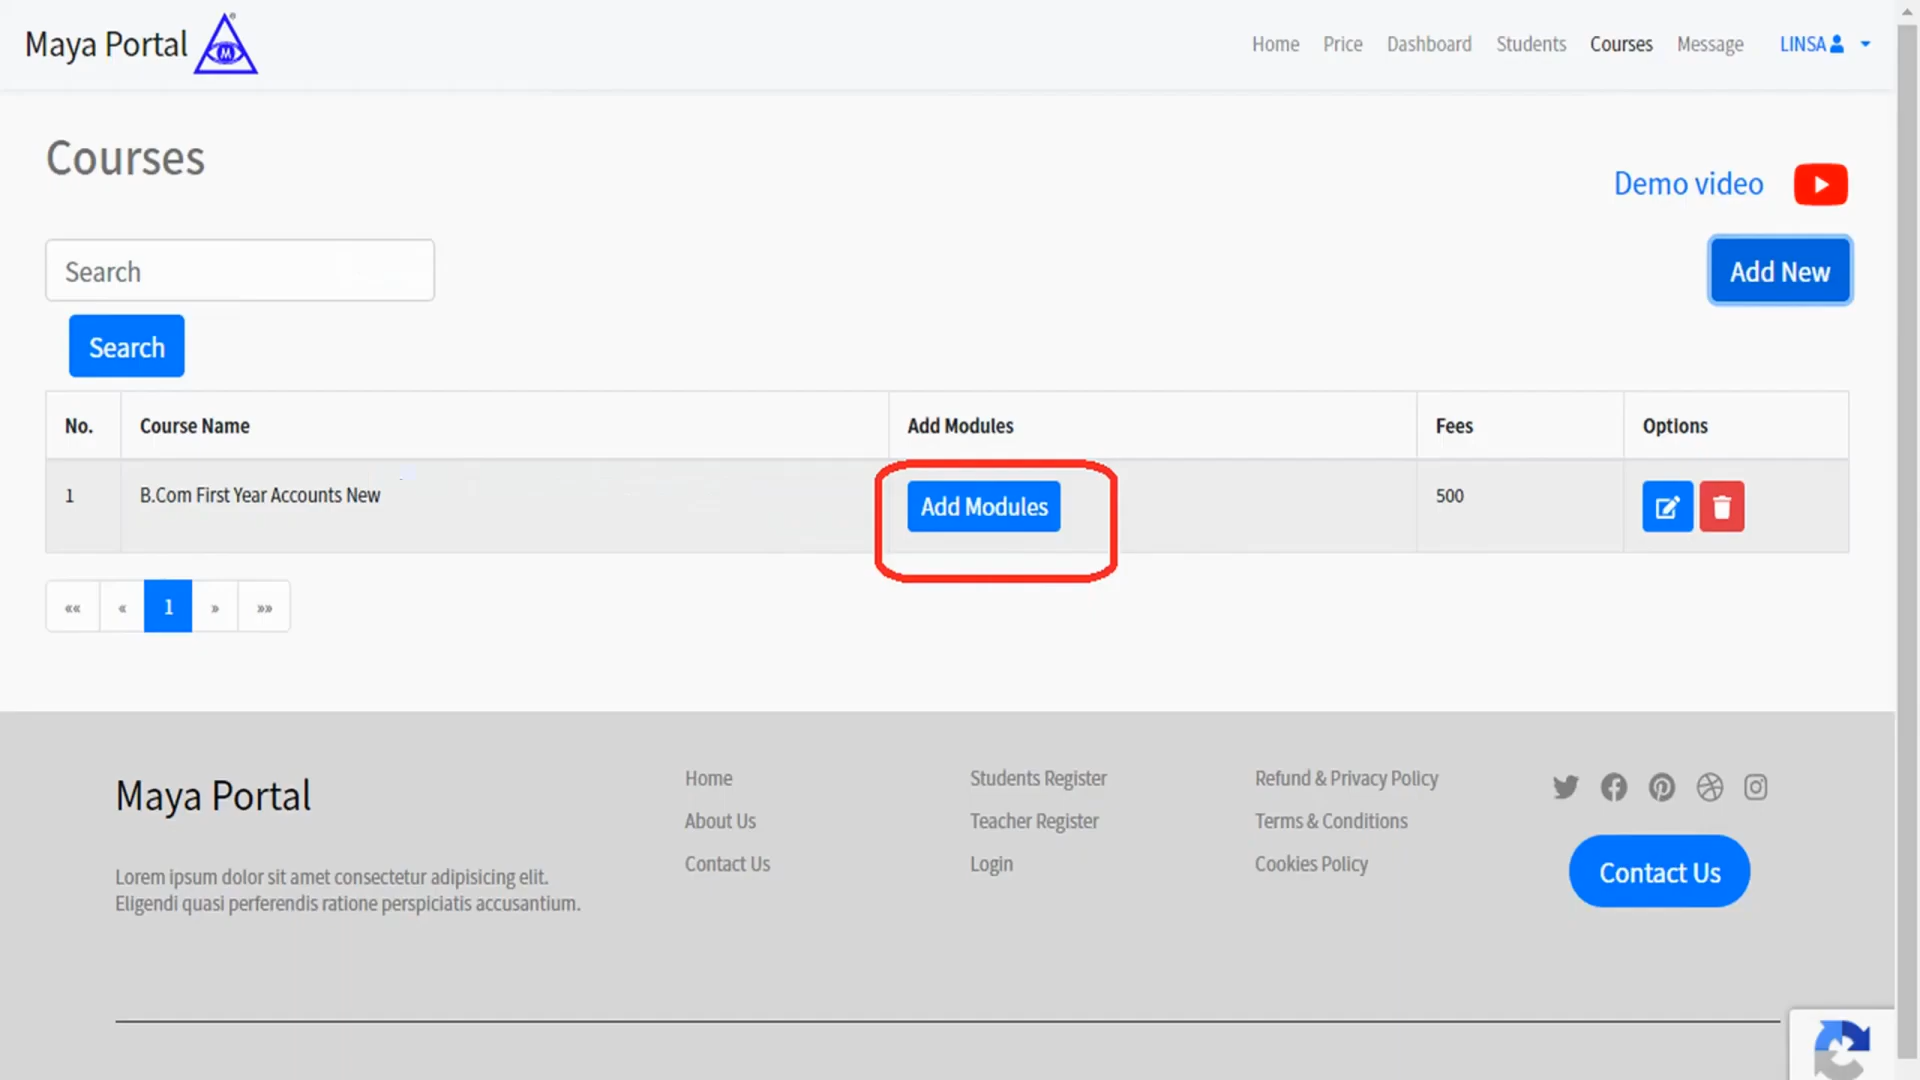 Maya Portal
M
Home Price Dashboard Students Courses Message LINSA
Courses
Demo video
Search
Add New
Search
No. Course Name Add Modules Fees Options
1 B.Com First Year Accounts New Add Modules 500
«« « 1 » »»
Maya Portal
Lorem ipsum dolor sit amet consectetur adipisicing elit.
Eligendi quasi perferendis ratione perspiciatis accusantium.
Home
About Us
Contact Us
Students Register
Teacher Register
Login
Refund & Privacy Policy
Terms & Conditions
Cookies Policy
Contact Us